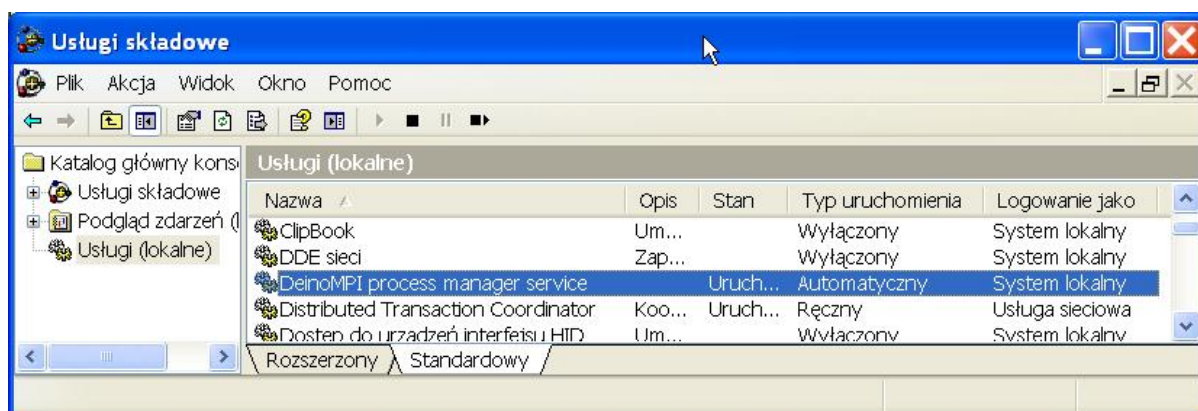 Usługi składowe
Plik Akcja Widok Okno Pomoc
Katalog główny konso
Usługi składowe
Podgląd zdarzeń (l
Usługi (lokalne)
Usługi (lokalne)
Nazwa Opis Stan Typ uruchomienia Logowanie jako
ClipBook Um... Wyłączony System lokalny
DDE sieci Zap... Wyłączony System lokalny
DeinoMPI process manager service Uruch... Automatyczny System lokalny
Distributed Transaction Coordinator Koo... Uruch... Ręczny Usługa sieciowa
Dostęp do urządzeń interfejsu HID Um... Wyłączony System lokalny
Rozszerzony Standardowy